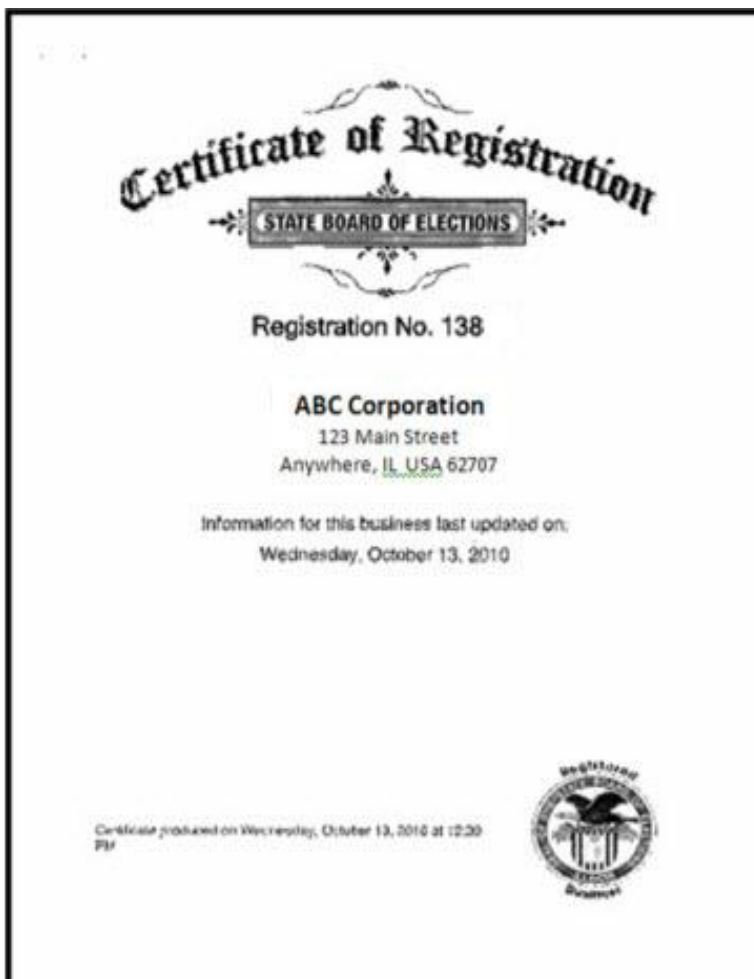 Certificate of Registration
STATE BOARD OF ELECTIONS
Registration No. 138
ABC Corporation
123 Main Street
Anywhere, IL USA 62707
Information for this business last updated on:
Wednesday, October 13, 2010
Certificate produced on Wednesday, October 13, 2010 at 12:39
PM
Registered
Business